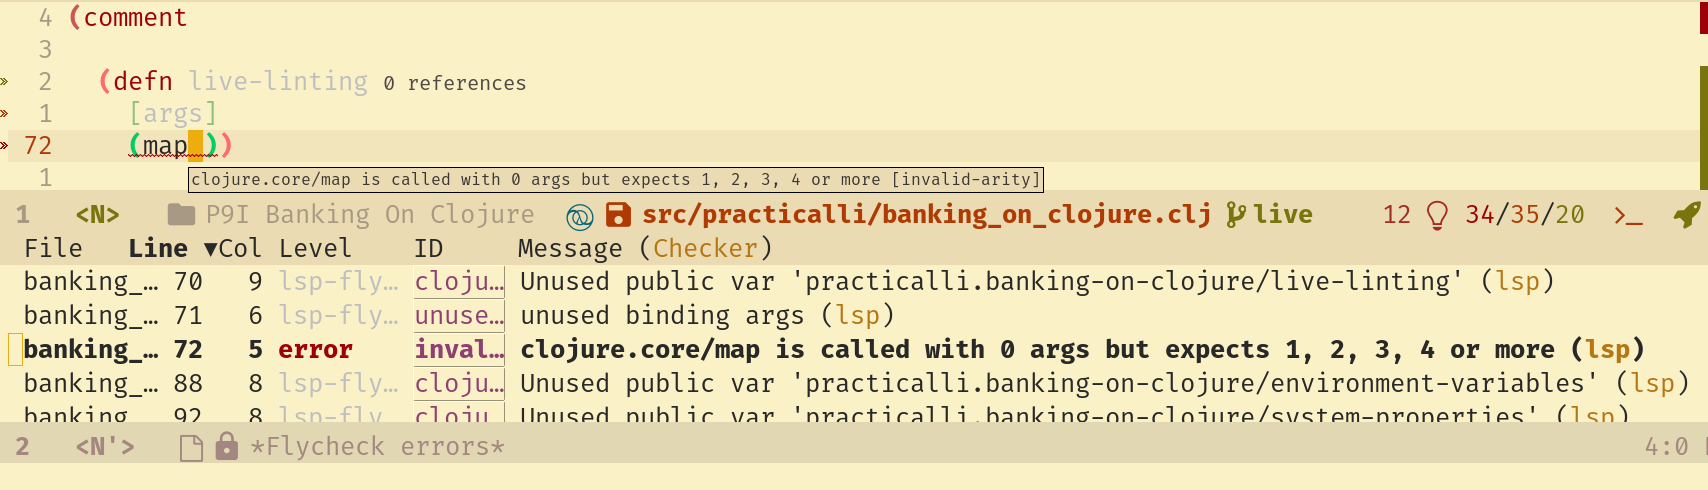 4 (comment
3
» 2 (defn live-linting 0 references
» 1 [args]
» 72 (map ))
1 clojure.core/map is called with 0 args but expects 1, 2, 3, 4 or more [invalid-arity]
1 <N> P9I Banking On Clojure src/practicalli/banking_on_clojure.clj live 12 34/35/20 >_
File Line ▼Col Level ID Message (Checker)
banking_… 70 9 lsp-fly… cloju… Unused public var 'practicalli.banking-on-clojure/live-linting' (lsp)
banking_… 71 6 lsp-fly… unuse… unused binding args (lsp)
banking_… 72 5 error inval… clojure.core/map is called with 0 args but expects 1, 2, 3, 4 or more (lsp)
banking_… 88 8 lsp-fly… cloju… Unused public var 'practicalli.banking-on-clojure/environment-variables' (lsp)
banking_… 92 8 lsp-fly… cloju… Unused public var 'practicalli.banking-on-clojure/system-properties' (lsp)
2 <N'> *Flycheck errors* 4:0